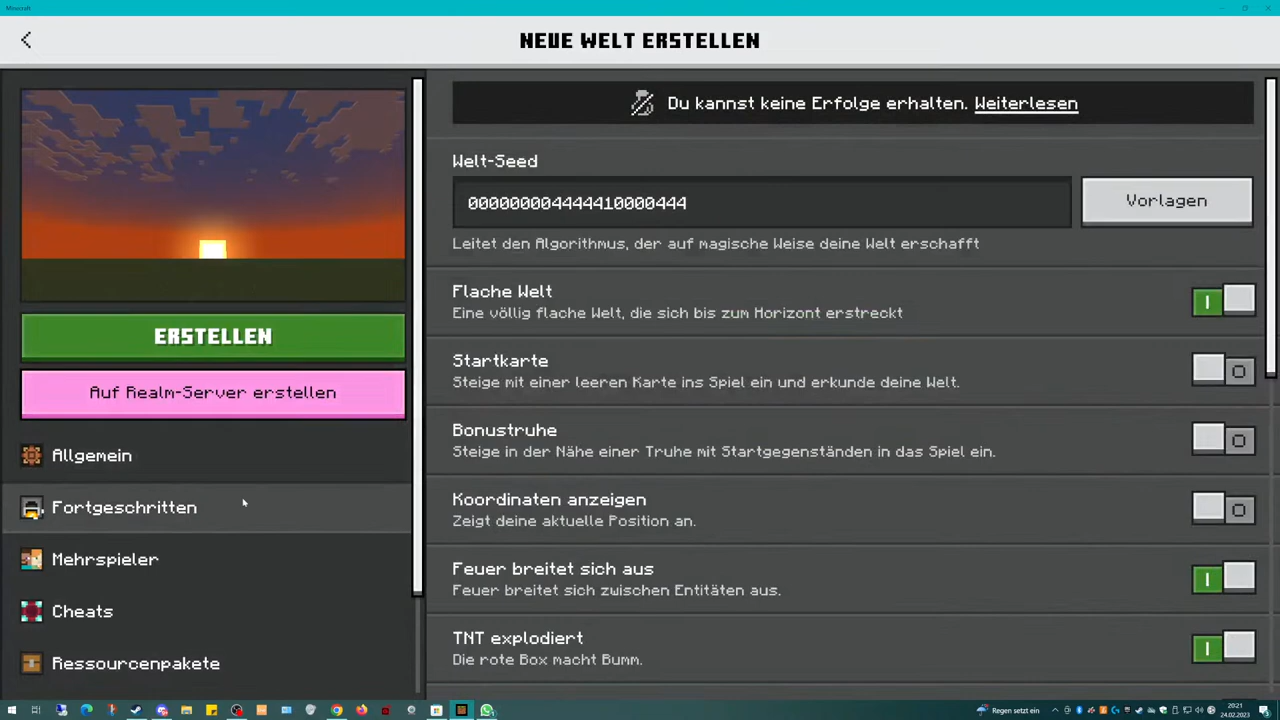 Minecraft
NEUE WELT ERSTELLEN
Du kannst keine Erfolge erhalten. Weiterlesen
Welt-Seed
000000004444410000444
Vorlagen
Leitet den Algorithmus, der auf magische Weise deine Welt erschafft
Flache Welt
Eine völlig flache Welt, die sich bis zum Horizont erstreckt
Startkarte
Steige mit einer leeren Karte ins Spiel ein und erkunde deine Welt.
Bonustruhe
Steige in der Nähe einer Truhe mit Startgegenständen in das Spiel ein.
Koordinaten anzeigen
Zeigt deine aktuelle Position an.
Feuer breitet sich aus
Feuer breitet sich zwischen Entitäten aus.
TNT explodiert
Die rote Box macht Bumm.
ERSTELLEN
Auf Realm-Server erstellen
Allgemein
Fortgeschritten
Mehrspieler
Cheats
Ressourcenpakete
Regen setzt ein
20:21
24.02.2023